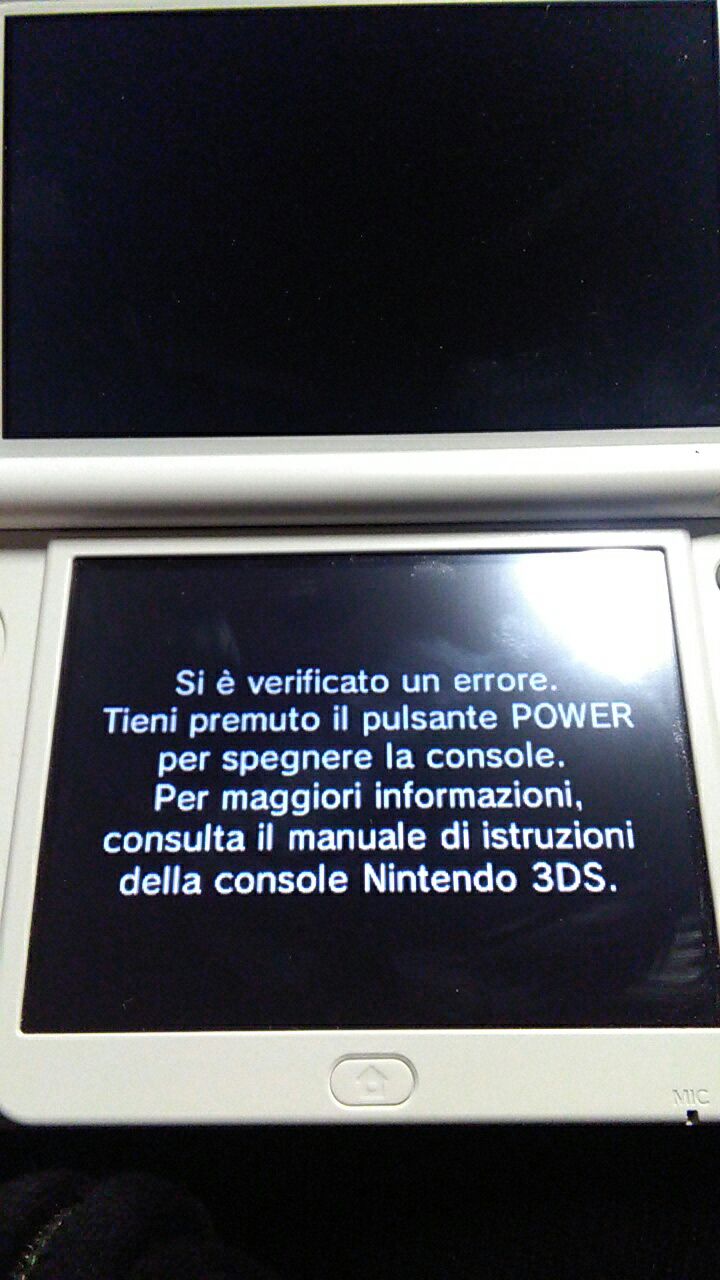 Si è verificato un errore.
Tieni premuto il pulsante POWER
per spegnere la console.
Per maggiori informazioni,
consulta il manuale di istruzioni
della console Nintendo 3DS.
MIC